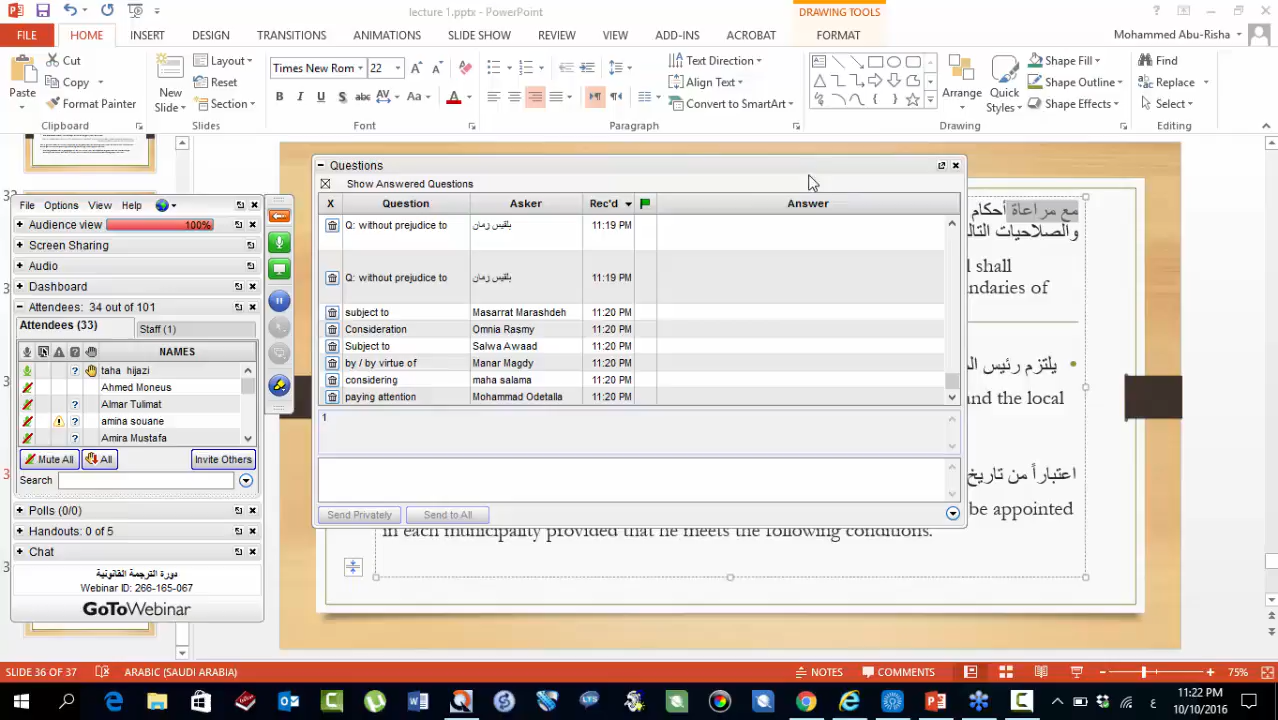 lecture 1.pptx - PowerPoint
DRAWING TOOLS
FILE HOME INSERT DESIGN TRANSITIONS ANIMATIONS SLIDE SHOW REVIEW VIEW ADD-INS ACROBAT FORMAT
Mohammed Abu-Risha
Paste
Cut
Copy
Format Painter
Clipboard
New Slide
Layout
Reset
Section
Slides
Times New Rom 22
Font
Text Direction
Align Text
Convert to SmartArt
Paragraph
Arrange
Quick Styles
Shape Fill
Shape Outline
Shape Effects
Drawing
Find
Replace
Select
Editing
File Options View Help
Audience view 100%
Screen Sharing
Audio
Dashboard
Attendees: 34 out of 101
Attendees (33) Staff (1)
NAMES
taha hijazi
Ahmed Moneus
Almar Tulimat
amina souane
Amira Mustafa
Mute All All Invite Others
Search
Polls (0/0)
Handouts: 0 of 5
Chat
دورة الترجمة القانونية
Webinar ID: 266-165-067
GoToWebinar
Questions
Show Answered Questions
X Question Asker Rec'd Answer
Q: without prejudice to بلقيس زمان 11:19 PM
Q: without prejudice to بلقيس زمان 11:19 PM
subject to Masarrat Marashdeh 11:20 PM
Consideration Omnia Rasmy 11:20 PM
Subject to Salwa Awaad 11:20 PM
by / by virtue of Manar Magdy 11:20 PM
considering maha salama 11:20 PM
paying attention Mohammad Odetalla 11:20 PM
1
Send Privately Send to All
مع مراعاة أحكام
والصلاحيات
shall
undaries of
يلتزم رئيس
and the local
اعتباراً من تاريخ
be appointed
in each municipality provided that he meets the following conditions.
SLIDE 36 OF 37 ARABIC (SAUDI ARABIA) NOTES COMMENTS 75%
11:22 PM
10/10/2016